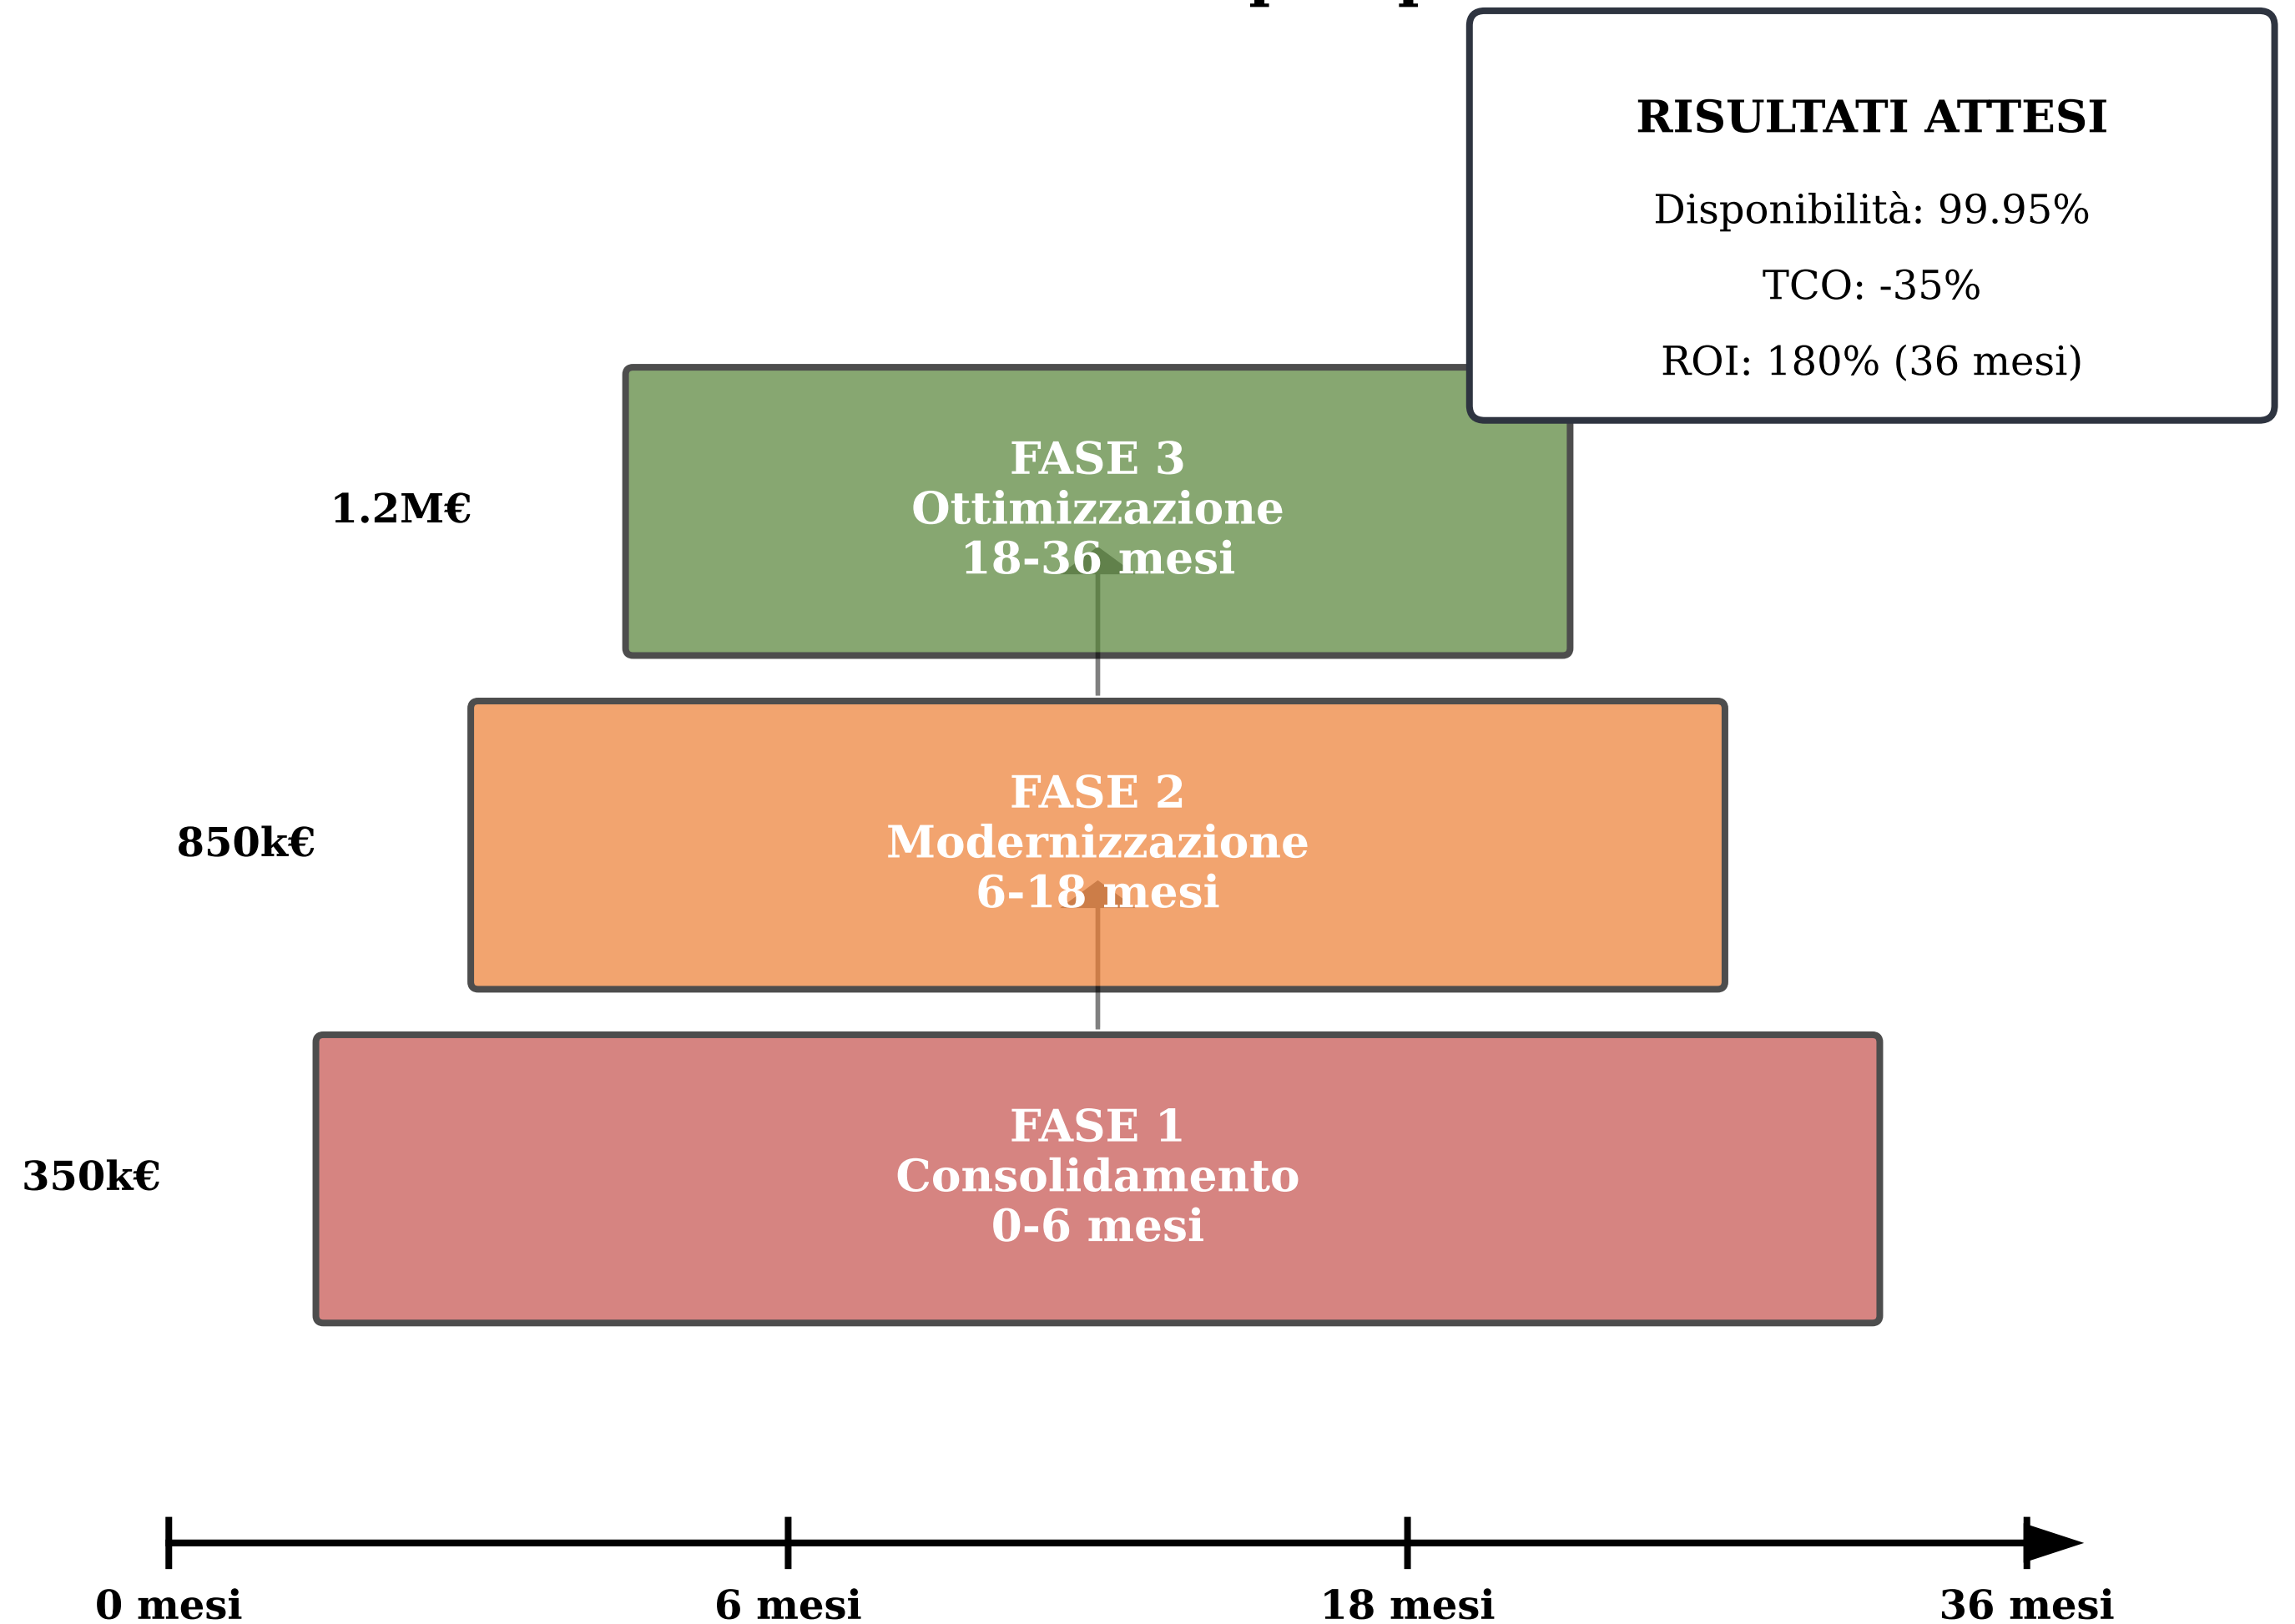 RISULTATI ATTESI
Disponibilità: 99.95%
TCO: -35%
ROI: 180% (36 mesi)
1.2M€
FASE 3
Ottimizzazione
18-36 mesi
850k€
FASE 2
Modernizzazione
6-18 mesi
350k€
FASE 1
Consolidamento
0-6 mesi
0 mesi
6 mesi
18 mesi
36 mesi